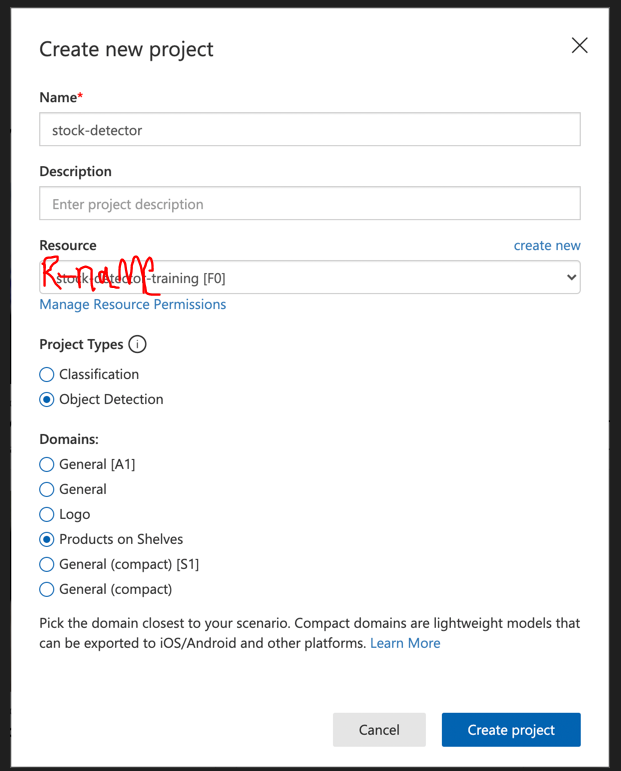 Create new project
Name*
stock-detector
Description
Enter project description
Resource
create new
R-name
stock-detector-training [F0]
Manage Resource Permissions
Project Types i
Classification
Object Detection
Domains:
General [A1]
General
Logo
Products on Shelves
General (compact) [S1]
General (compact)
Pick the domain closest to your scenario. Compact domains are lightweight models that
can be exported to iOS/Android and other platforms. Learn More
Cancel
Create project